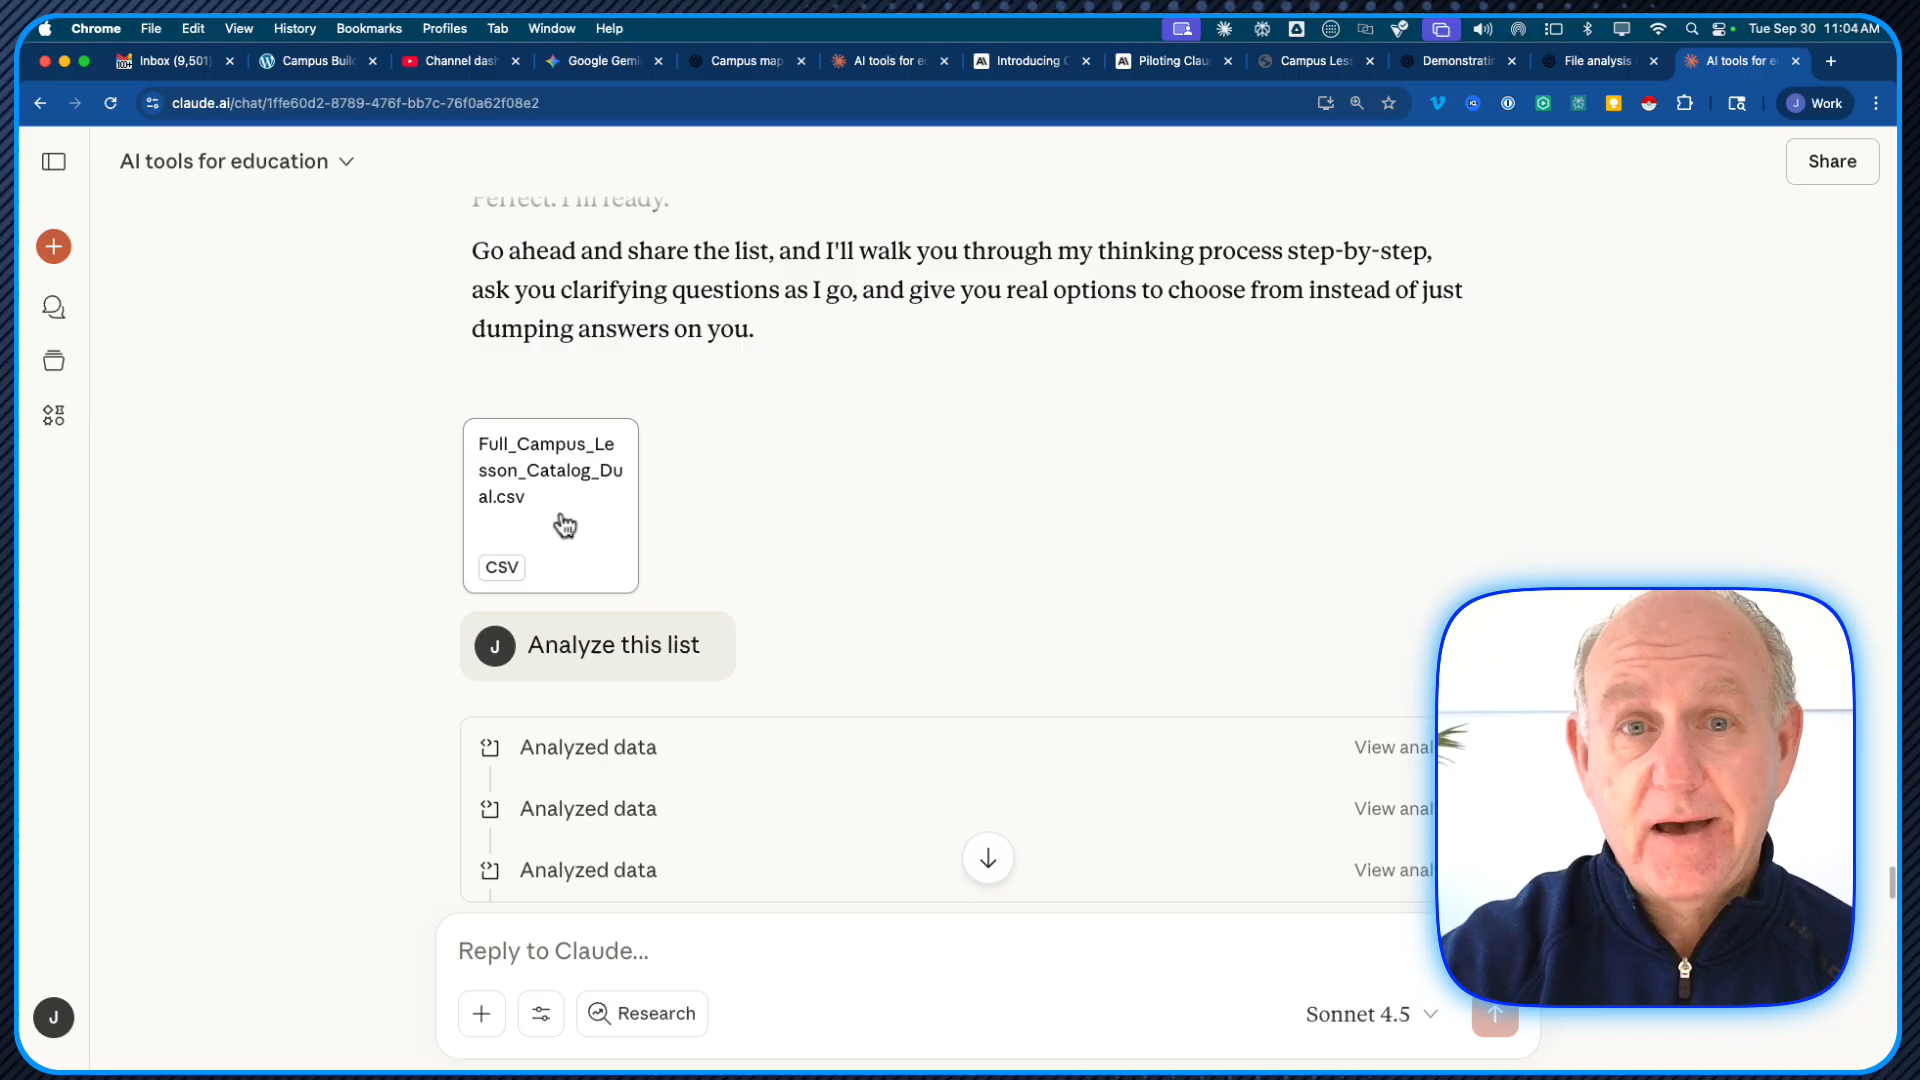 Chrome File Edit View History Bookmarks Profiles Tab Window Help Tue Sep 30 11:04 AM
100+ Inbox (9,501) Campus Buil Channel das Google Gemi Campus map AI tools for e Introducing Piloting Clau Campus Less Demonstratin File analysis AI tools for e
claude.ai/chat/1ffe60d2-8789-476f-bb7c-76f0a62f08e2 J Work
AI tools for education Share
Perfect. I'm ready.
Go ahead and share the list, and I'll walk you through my thinking process step-by-step,
ask you clarifying questions as I go, and give you real options to choose from instead of just
dumping answers on you.
Full_Campus_Le
sson_Catalog_Du
al.csv
CSV
J Analyze this list
Analyzed data View anal
Analyzed data View anal
Analyzed data View anal
Reply to Claude...
Research Sonnet 4.5
J